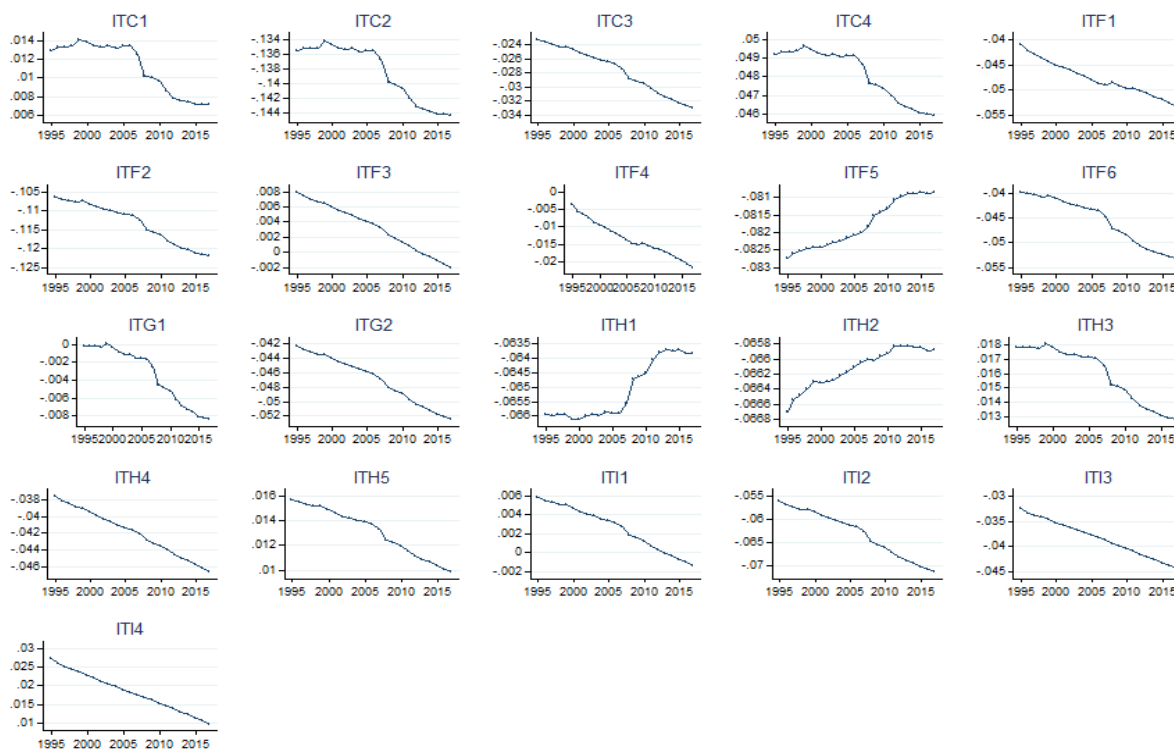 ITC1 ITC2 ITC3 ITC4 ITF1
.014 -.134 -.024 .05 -.04
.012 -.136 -.026 .049 -.045
.01 -.138 -.028 .048 -.05
.008 -.14 -.03 .047 -.055
.006 -.142 -.032 .046
-.144 -.034
1995 2000 2005 2010 2015 1995 2000 2005 2010 2015 1995 2000 2005 2010 2015 1995 2000 2005 2010 2015 1995 2000 2005 2010 2015
ITF2 ITF3 ITF4 ITF5 ITF6
-.105 .008 0 -.081 -.04
-.11 .006 -.005 -.0815 -.045
-.115 .004 -.01 -.082 -.05
-.12 .002 -.015 -.0825 -.055
-.125 0 -.02 -.083
-.002
1995 2000 2005 2010 2015 1995 2000 2005 2010 2015 1995 2000 2005 2010 2015 1995 2000 2005 2010 2015 1995 2000 2005 2010 2015
ITG1 ITG2 ITH1 ITH2 ITH3
0 -.042 -.0635 -.0658 .018
-.002 -.044 -.064 -.066 .017
-.004 -.046 -.0645 -.0662 .016
-.006 -.048 -.065 -.0664 .015
-.008 -.05 -.0655 -.0666 .014
-.052 -.066 -.0668 .013
1995 2000 2005 2010 2015 1995 2000 2005 2010 2015 1995 2000 2005 2010 2015 1995 2000 2005 2010 2015 1995 2000 2005 2010 2015
ITH4 ITH5 ITI1 ITI2 ITI3
-.038 .016 .006 -.055 -.03
-.04 .014 .004 -.06 -.035
-.042 .012 .002 -.065 -.04
-.044 .01 0 -.07 -.045
-.046 -.002
1995 2000 2005 2010 2015 1995 2000 2005 2010 2015 1995 2000 2005 2010 2015 1995 2000 2005 2010 2015 1995 2000 2005 2010 2015
ITI4
.03
.025
.02
.015
.01
1995 2000 2005 2010 2015